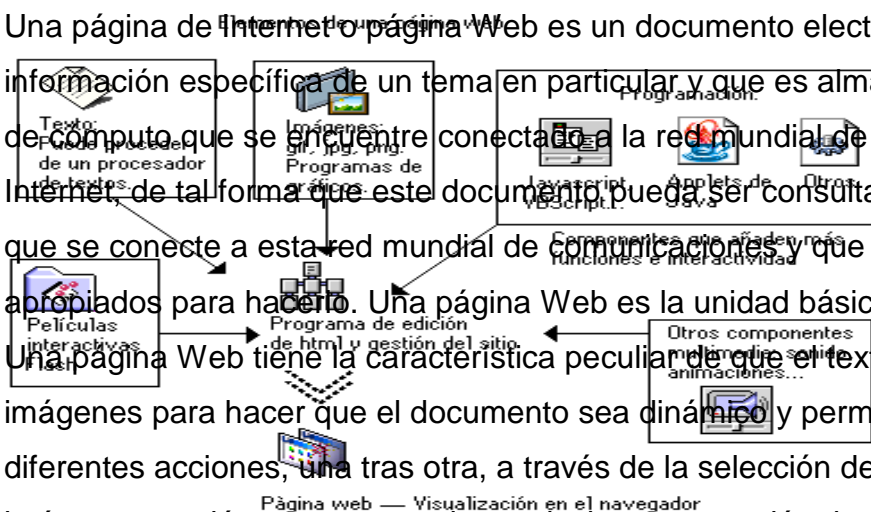 Elementos de una página web
Una página de Internet o página Web es un documento elect
información específica de un tema en particular y que es alma
de cómputo que se encuentre conectado a la red mundial de
Internet, de tal forma que este documento pueda ser consulta
que se conecte a esta red mundial de comunicaciones y que
apropiados para hacerlo. Una página Web es la unidad básic
Una página Web tiene la característica peculiar de que el text
imágenes para hacer que el documento sea dinámico y perm
diferentes acciones, una tras otra, a través de la selección de
Texto:
Puede proceder
de un procesador
de textos.
Imágenes:
gif, jpg, png.
Programas de
gráficos.
Programación:
Javascript,
VBScript...
Applets de
Java
Otros
Componentes que añaden más
funciones e interactividad
Películas
interactivas
Flash
Programa de edición
de html y gestión del sitio
Otros componentes
multimedia, sonido,
animaciones...
Pàgina web — Visualización en el navegador